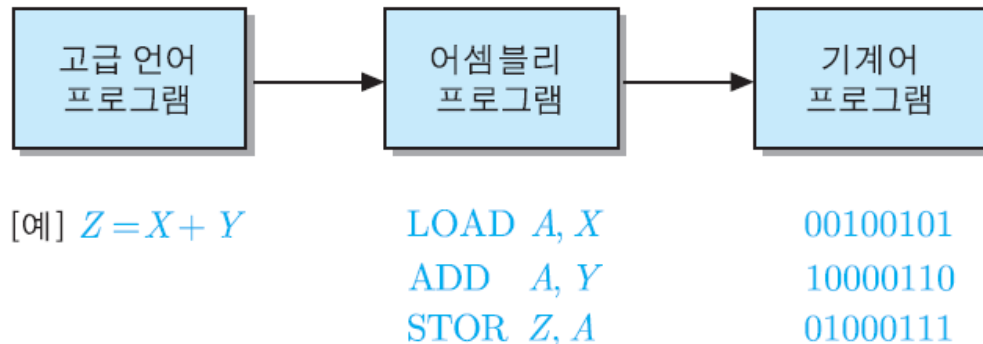 고급 언어
프로그램
어셈블리
프로그램
기계어
프로그램
[예] Z=X+ Y
LOAD A, X
ADD A, Y
STOR Z, A
00100101
10000110
01000111